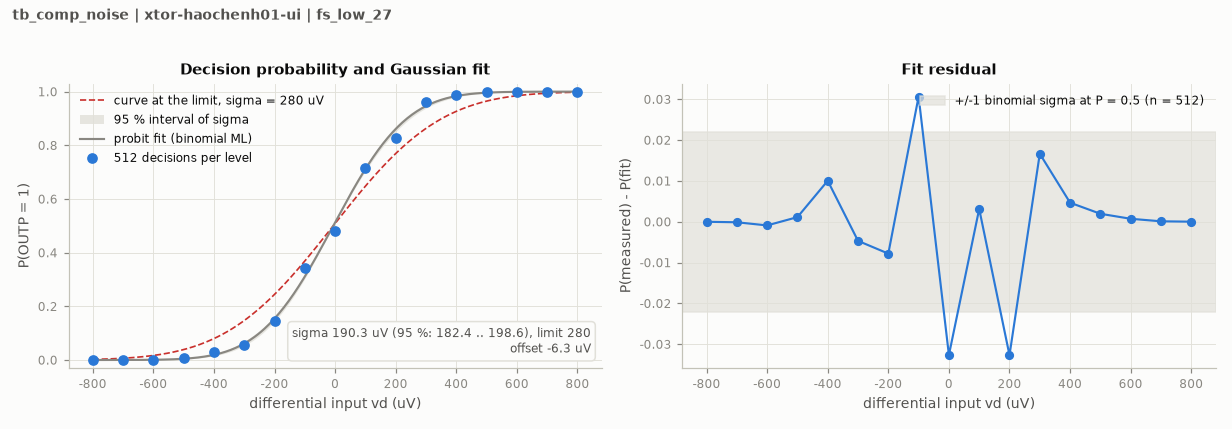 tb_comp_noise | xtor-haochenh01-ui | fs_low_27
Decision probability and Gaussian fit
curve at the limit, sigma = 280 uV
95 % interval of sigma
probit fit (binomial ML)
512 decisions per level
P(OUTP = 1)
1.0
0.8
0.6
0.4
0.2
0.0
sigma 190.3 uV (95 %: 182.4 .. 198.6), limit 280
offset -6.3 uV
-800 -600 -400 -200 0 200 400 600 800
differential input vd (uV)
Fit residual
+/-1 binomial sigma at P = 0.5 (n = 512)
P(measured) - P(fit)
0.03
0.02
0.01
0.00
-0.01
-0.02
-0.03
-800 -600 -400 -200 0 200 400 600 800
differential input vd (uV)